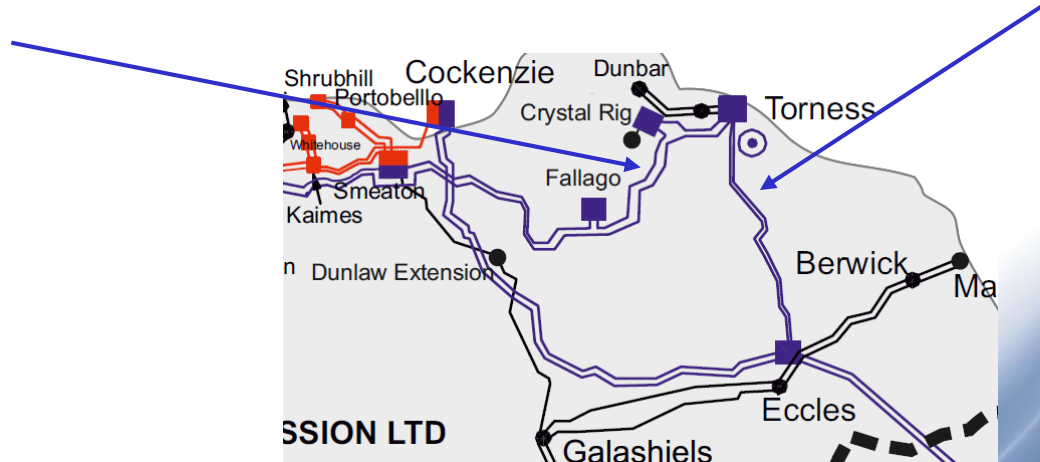 Shrubhill
Cockenzie
Dunbar
Portobelllo
Crystal Rig
Torness
Whitehouse
Fallago
Smeaton
Kaimes
n
Dunlaw Extension
Berwick
Ma
Eccles
SSION LTD
Galashiels